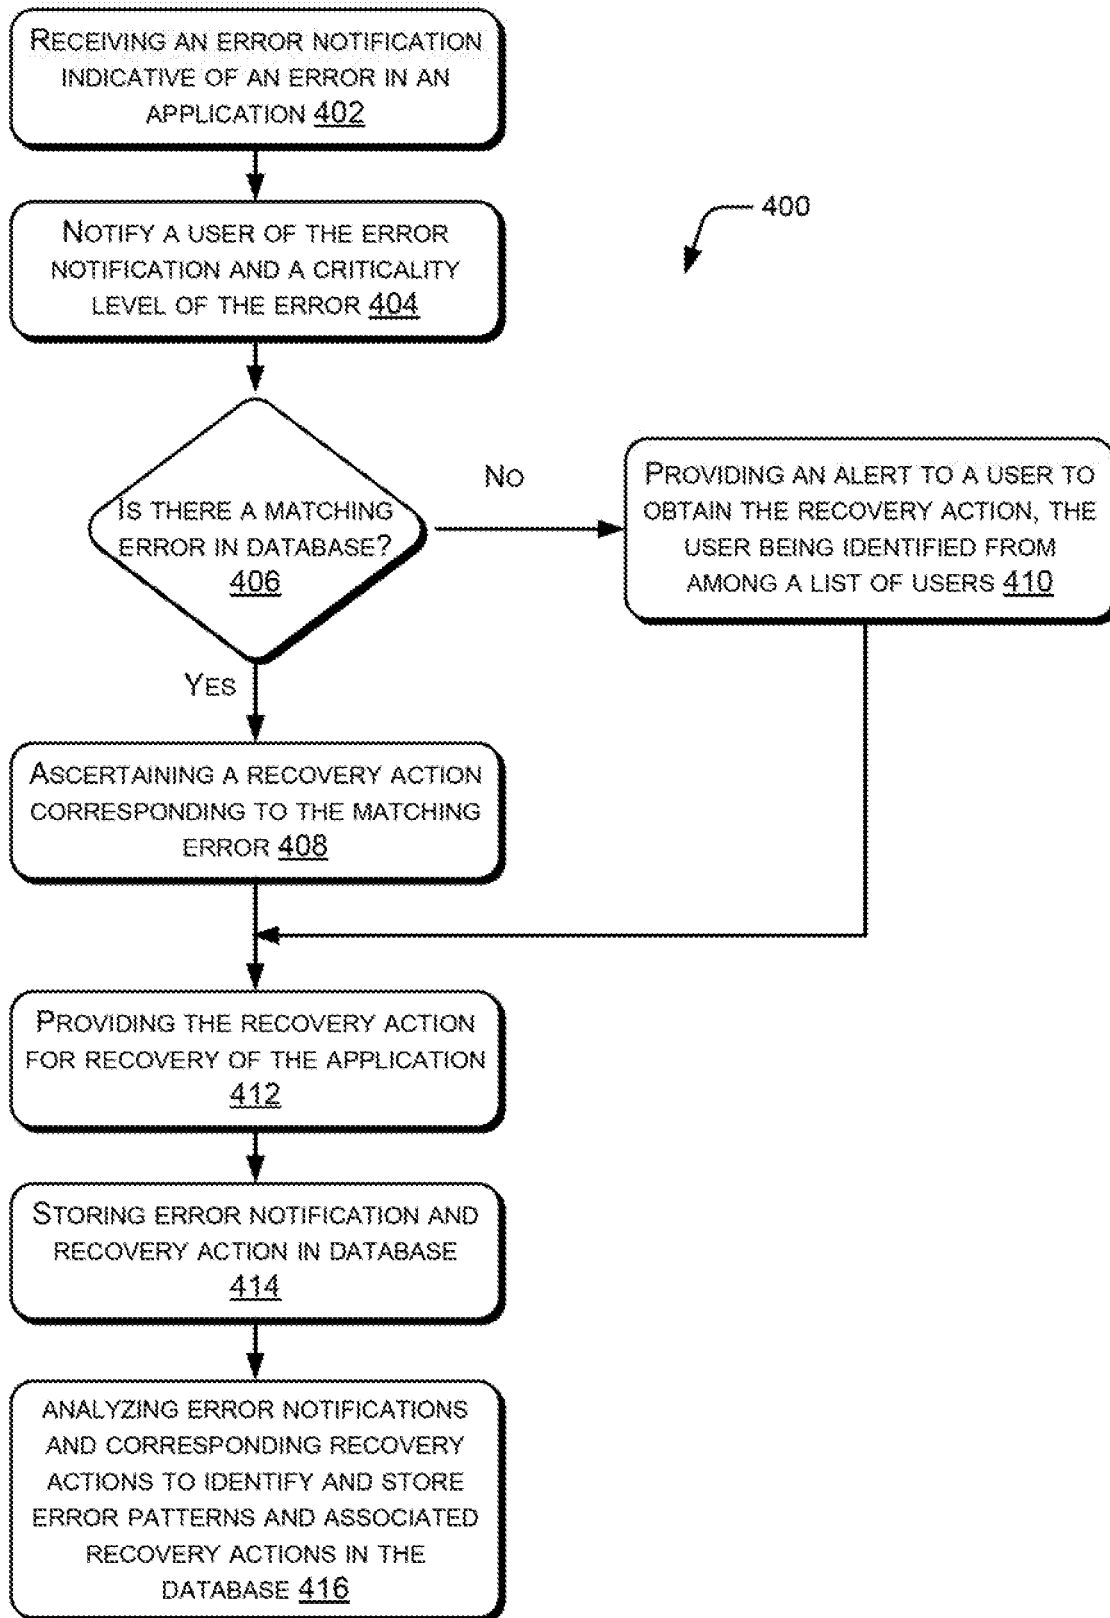 RECEIVING AN ERROR NOTIFICATION
INDICATIVE OF AN ERROR IN AN
APPLICATION 402
400
NOTIFY A USER OF THE ERROR
NOTIFICATION AND A CRITICALITY
LEVEL OF THE ERROR 404
IS THERE A MATCHING
ERROR IN DATABASE?
406
NO
PROVIDING AN ALERT TO A USER TO
OBTAIN THE RECOVERY ACTION, THE
USER BEING IDENTIFIED FROM
AMONG A LIST OF USERS 410
YES
ASCERTAINING A RECOVERY ACTION
CORRESPONDING TO THE MATCHING
ERROR 408
PROVIDING THE RECOVERY ACTION
FOR RECOVERY OF THE APPLICATION
412
STORING ERROR NOTIFICATION AND
RECOVERY ACTION IN DATABASE
414
ANALYZING ERROR NOTIFICATIONS
AND CORRESPONDING RECOVERY
ACTIONS TO IDENTIFY AND STORE
ERROR PATTERNS AND ASSOCIATED
RECOVERY ACTIONS IN THE
DATABASE 416